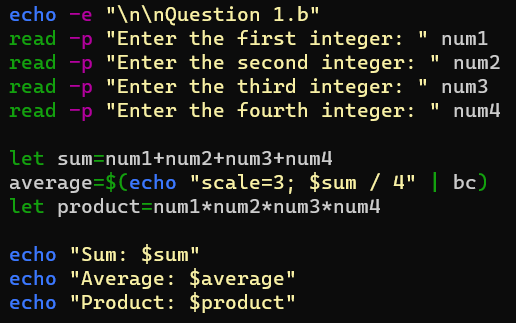 echo -e "\n\nQuestion 1.b"
read -p "Enter the first integer: " num1
read -p "Enter the second integer: " num2
read -p "Enter the third integer: " num3
read -p "Enter the fourth integer: " num4
let sum=num1+num2+num3+num4
average=$(echo "scale=3; $sum / 4" | bc)
let product=num1*num2*num3*num4
echo "Sum: $sum"
echo "Average: $average"
echo "Product: $product"